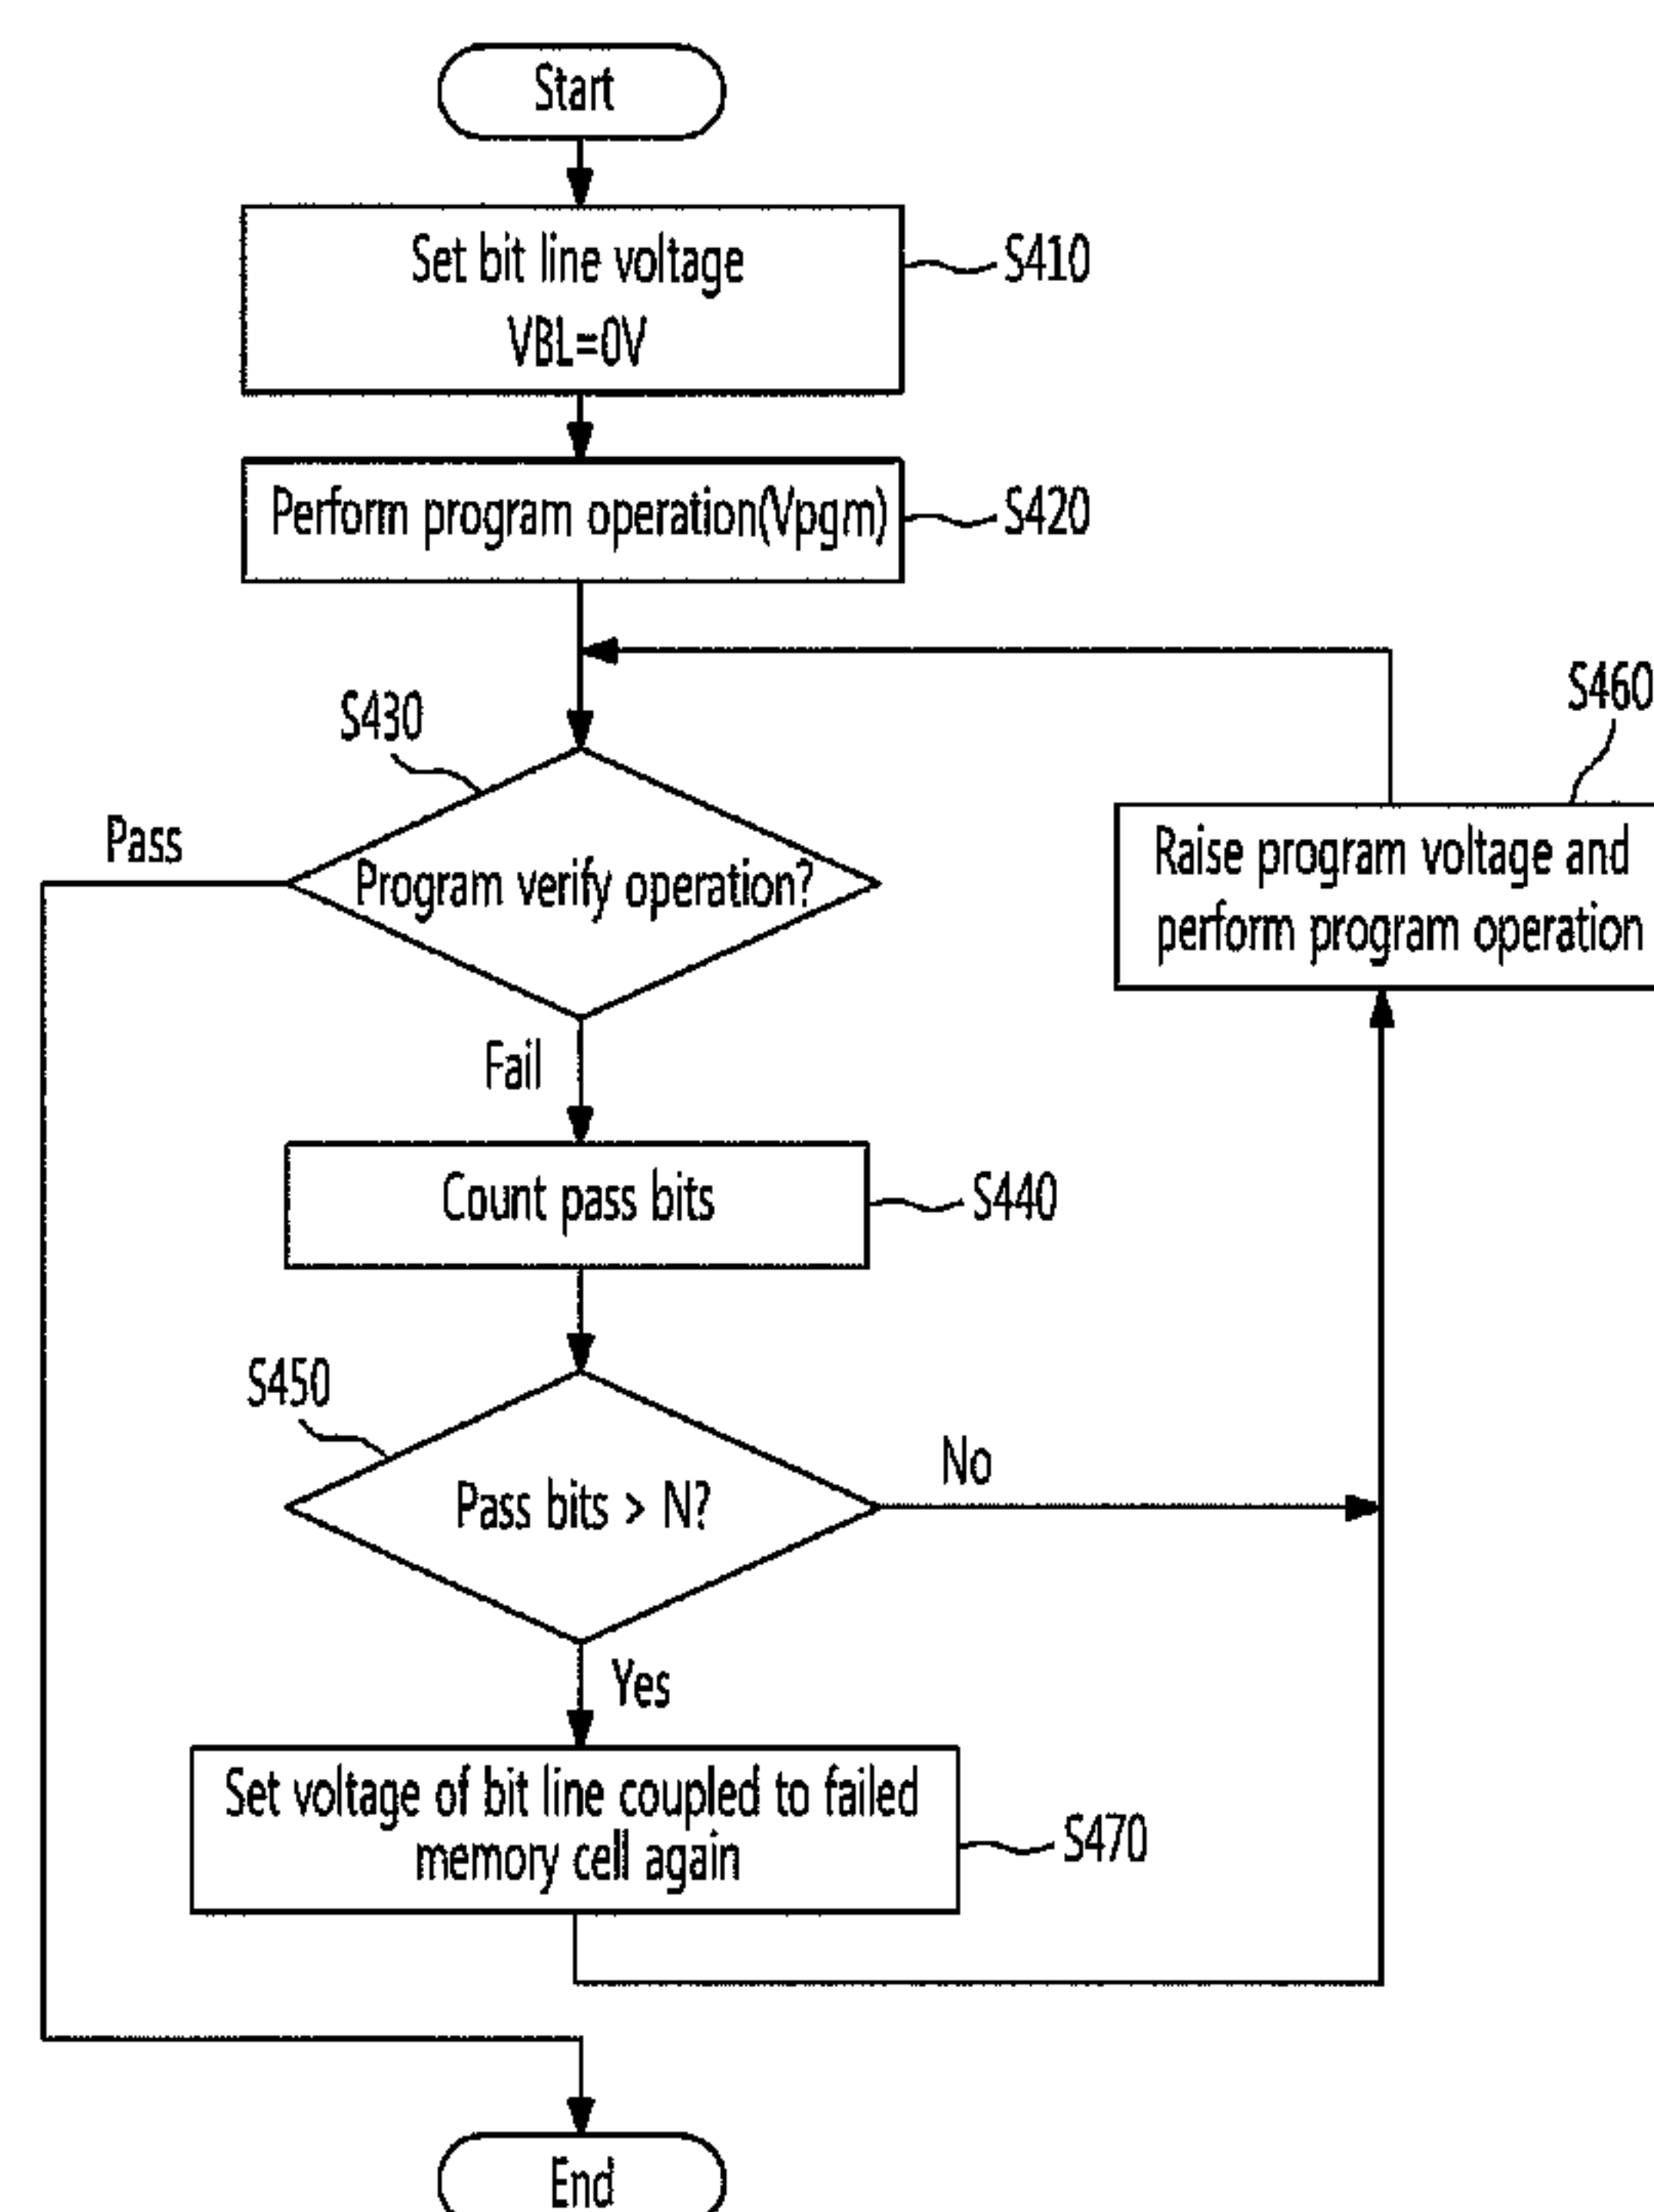 Start
Set bit line voltage
VBL=0V
S410
Perform program operation(Vpgm)
S420
S430
S460
Pass
Program verify operation?
Raise program voltage and
perform program operation
Fail
Count pass bits
S440
S450
No
Pass bits > N?
Yes
Set voltage of bit line coupled to failed
memory cell again
S470
End